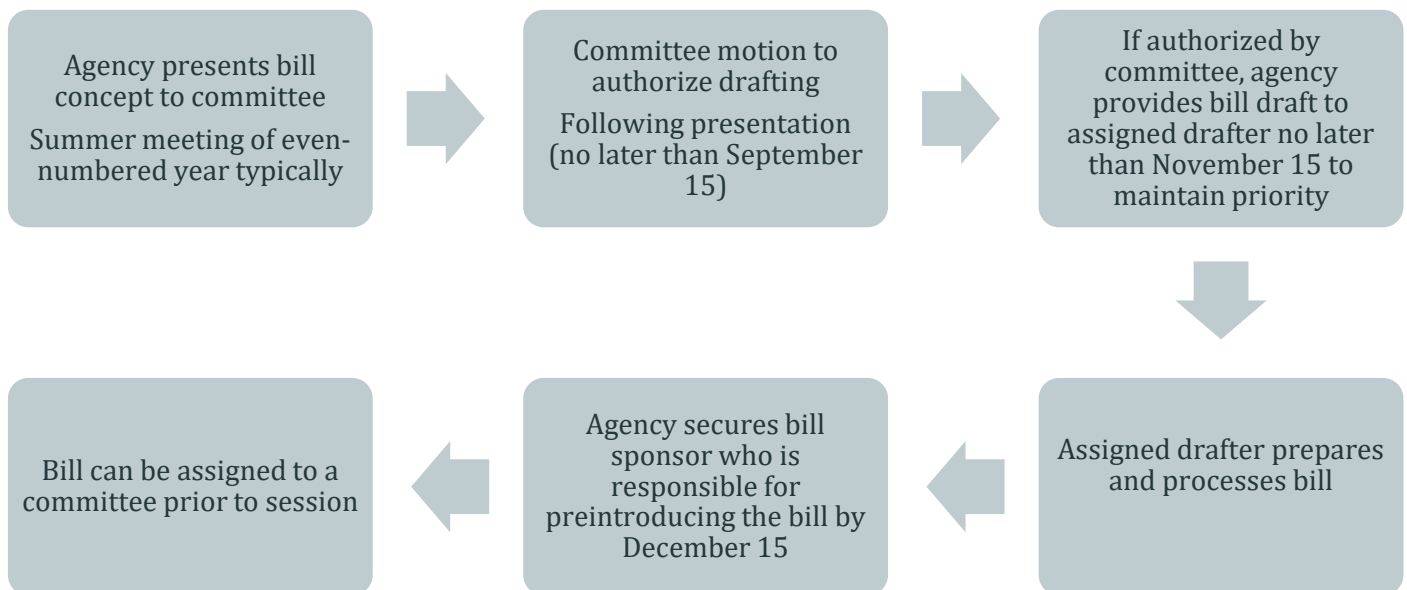 Agency presents bill
concept to committee
Summer meeting of even-
numbered year typically
Committee motion to
authorize drafting
Following presentation
(no later than September
15)
If authorized by
committee, agency
provides bill draft to
assigned drafter no later
than November 15 to
maintain priority
Assigned drafter prepares
and processes bill
Agency secures bill
sponsor who is
responsible for
preintroducing the bill by
December 15
Bill can be assigned to a
committee prior to session